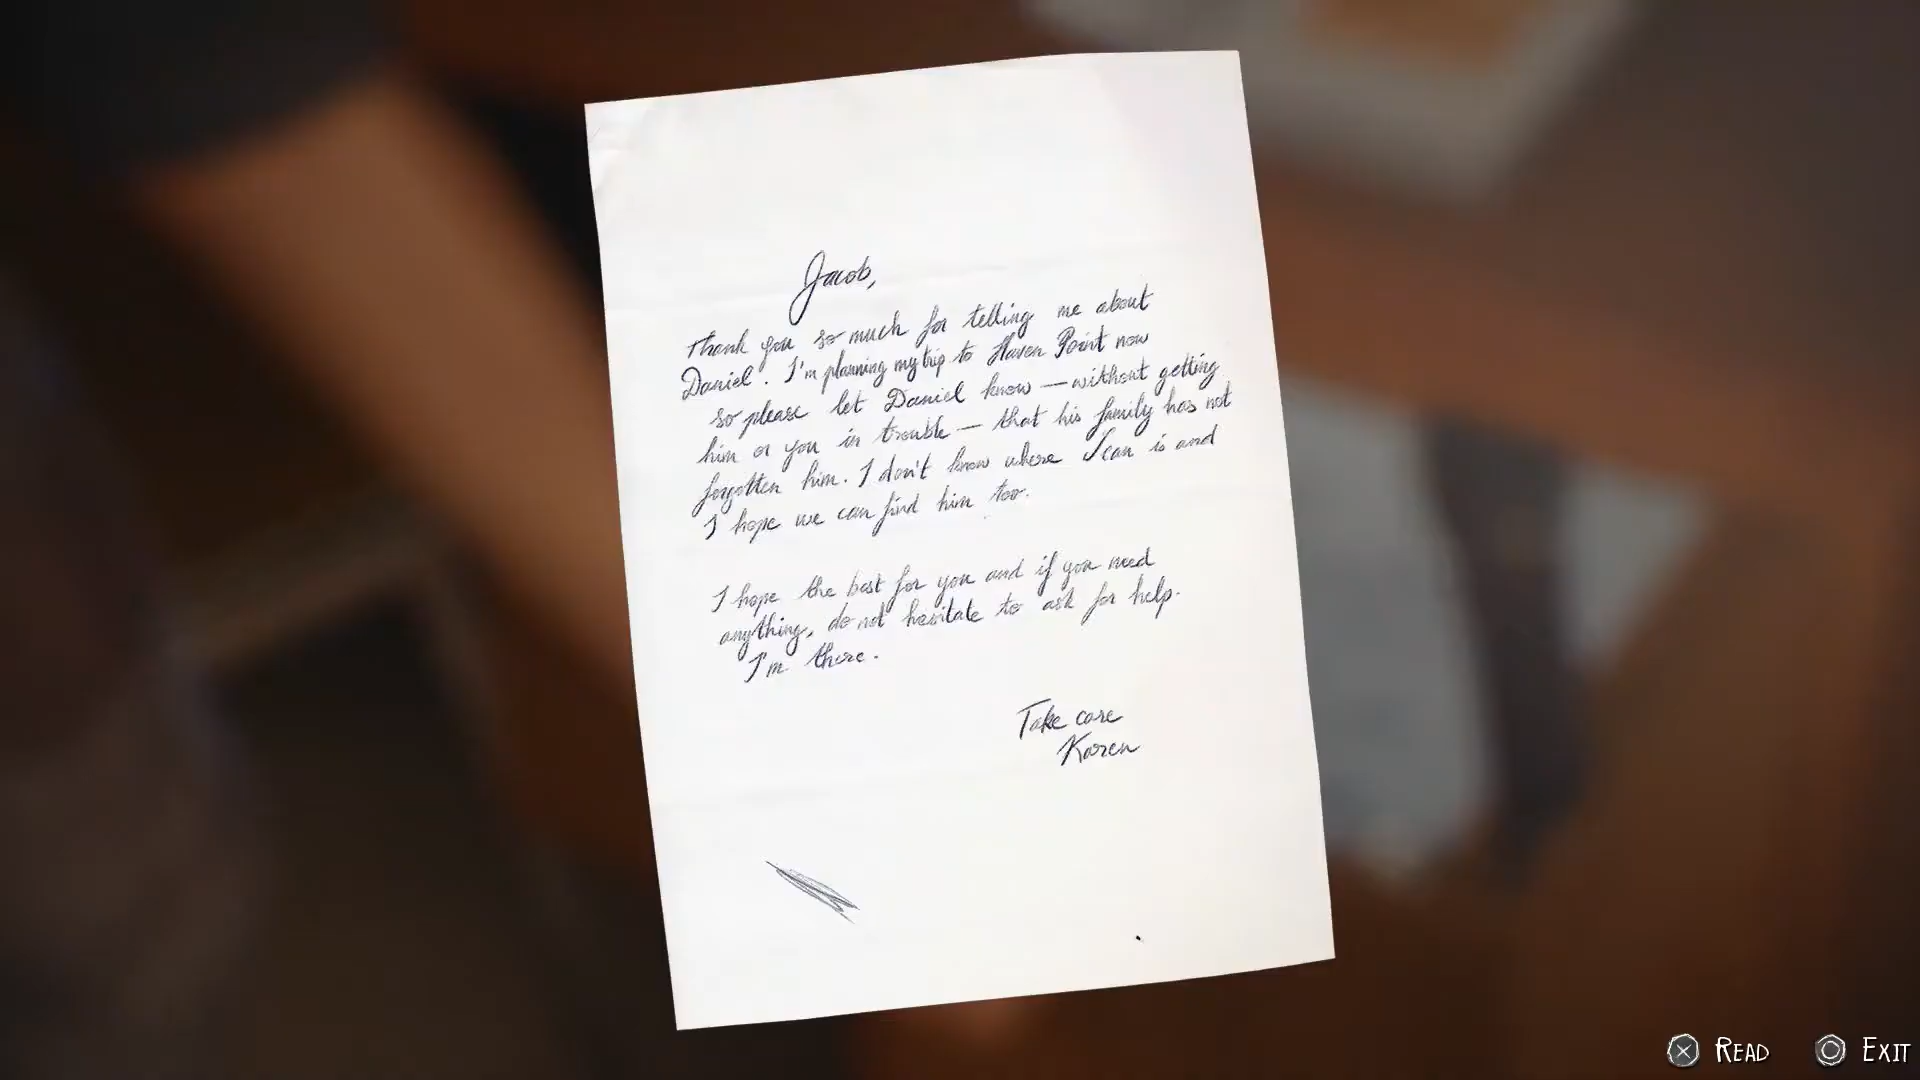 Jacob,
Thank you so much for telling me about
Daniel. I'm planning my trip to Haven Point now
so please let Daniel know — without getting
him or you in trouble — that his family has not
forgotten him. I don't know where Sean is and
I hope we can find him too.
I hope the best for you and if you need
anything, do not hesitate to ask for help.
I'm there.
Take care
Karen
READ
EXIT